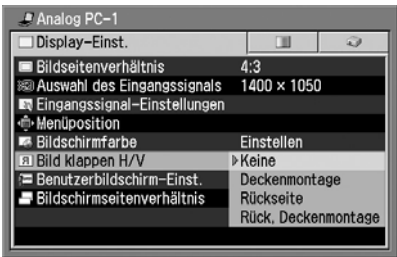 Analog PC-1
Display-Einst.
Bildseitenverhältnis 4:3
Auswahl des Eingangssignals 1400 × 1050
Eingangssignal-Einstellungen
Menüposition
Bildschirmfarbe Einstellen
Bild klappen H/V Keine
Benutzerbildschirm-Einst. Deckenmontage
Bildschirmseitenverhältnis Rückseite
Rück, Deckenmontage